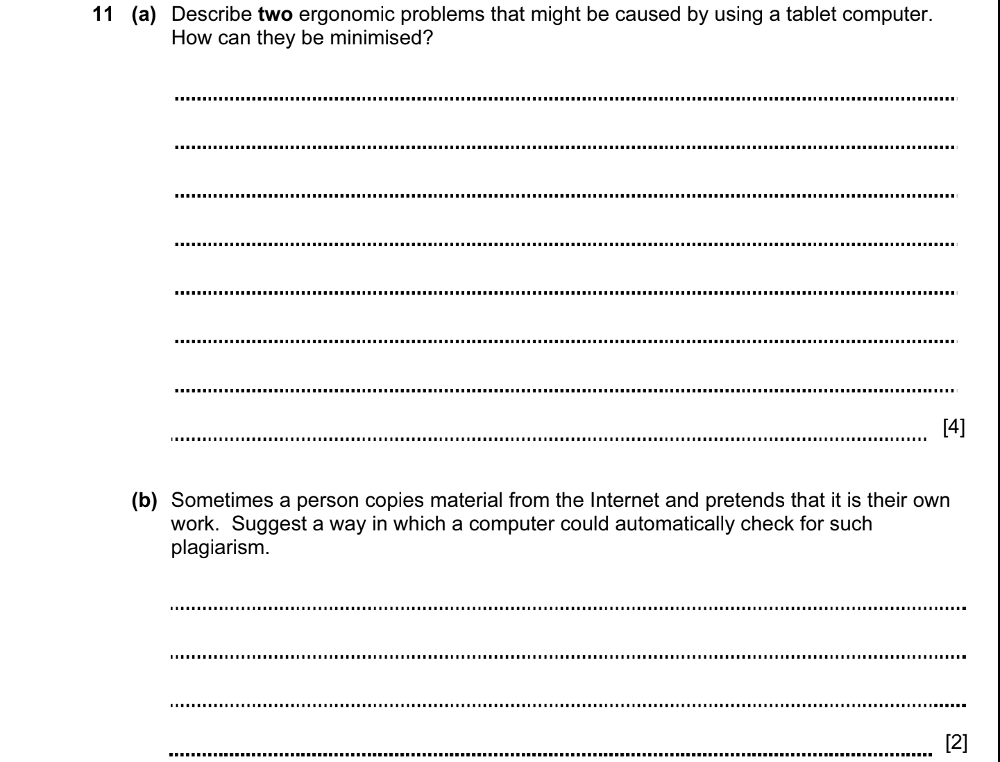 11 (a) Describe two ergonomic problems that might be caused by using a tablet computer.
How can they be minimised?
[4]
(b) Sometimes a person copies material from the Internet and pretends that it is their own
work. Suggest a way in which a computer could automatically check for such
plagiarism.
[2]